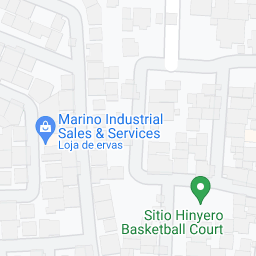 Marino Industrial
Sales & Services
Loja de ervas
Sitio Hinyero
Basketball Court